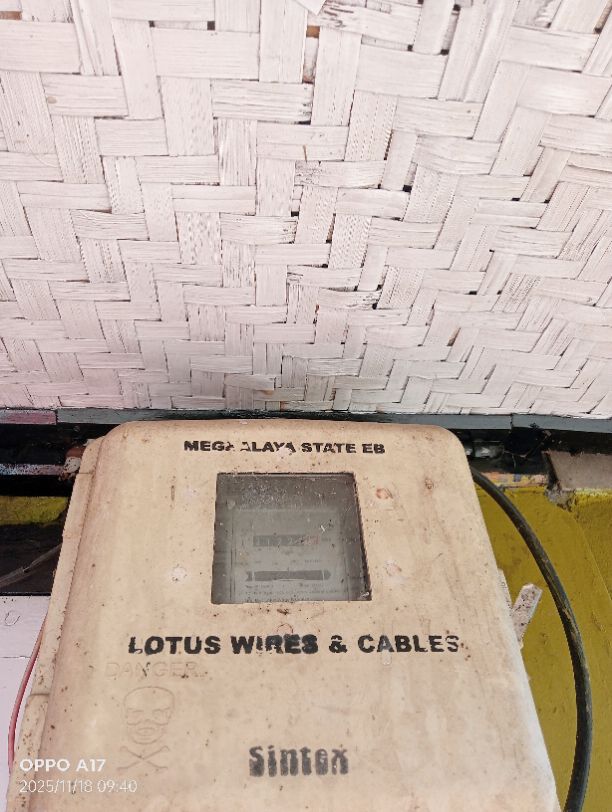 MEGHALAYA STATE EB
LOTUS WIRES & CABLES
DANGER
Sintex
OPPO A17
2025/11/18 09:40